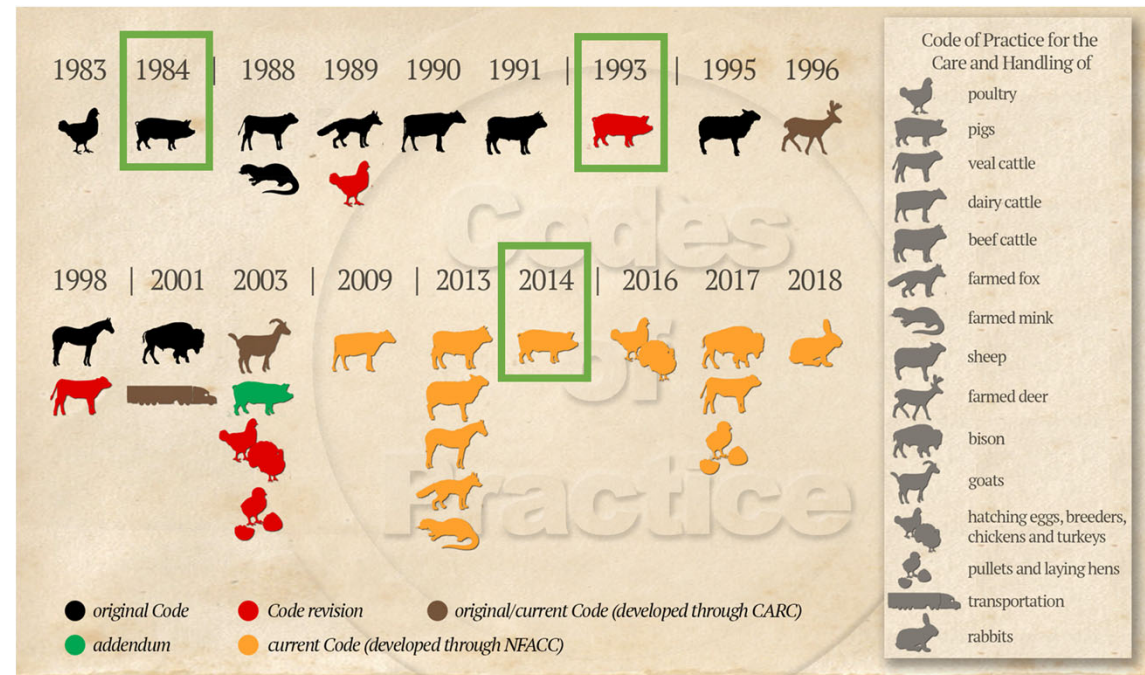 1983 1984 | 1988 1989 1990 1991 | 1993 | 1995 1996
1998 | 2001 2003 | 2009 | 2013 2014 | 2016 2017 2018
Codes
of
Practice
original Code
Code revision
original/current Code (developed through CARC)
addendum
current Code (developed through NFACC)
Code of Practice for the
Care and Handling of
poultry
pigs
veal cattle
dairy cattle
beef cattle
farmed fox
farmed mink
sheep
farmed deer
bison
goats
hatching eggs, breeders,
chickens and turkeys
pullets and laying hens
transportation
rabbits